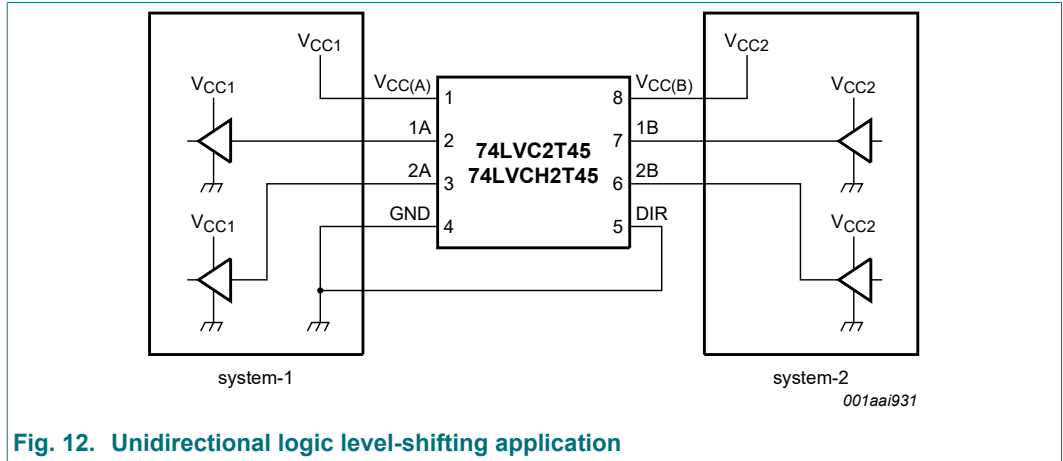 VCC1 VCC2
VCC1 VCC(A) VCC(B) VCC2
1 8
1A 1B
2 7
74LVC2T45
74LVCH2T45
2A 2B
3 6
VCC1 GND DIR VCC2
4 5
system-1 system-2
001aai931
Fig. 12. Unidirectional logic level-shifting application